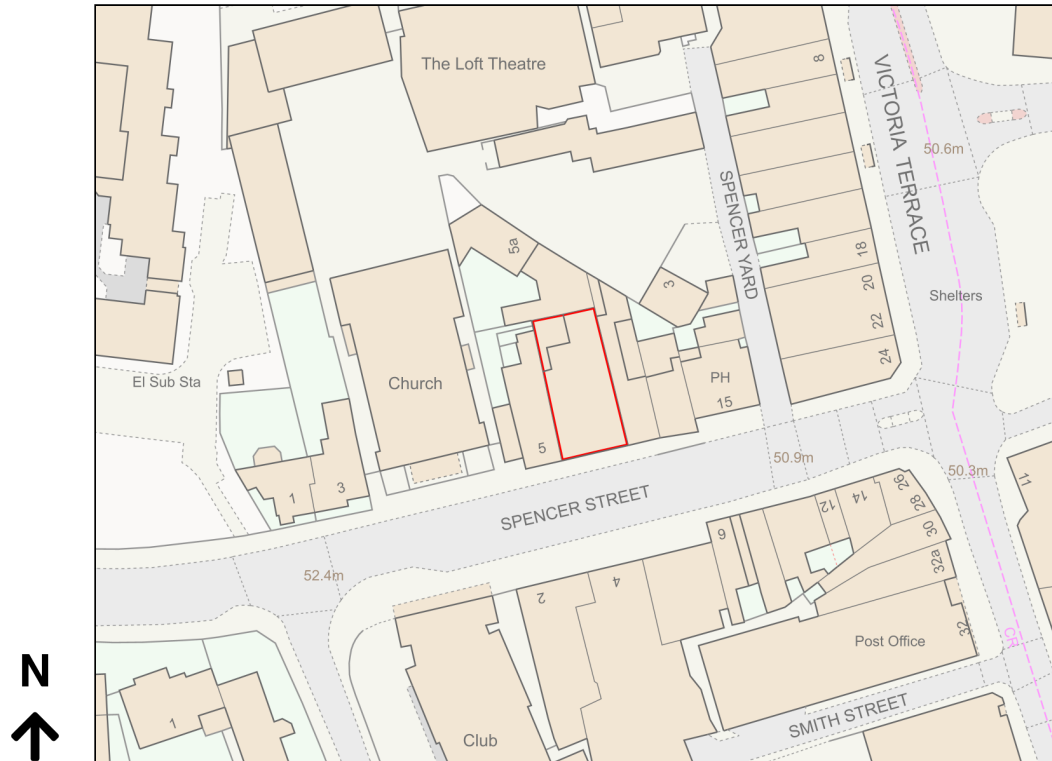 The Loft Theatre
8
VICTORIA TERRACE
50.6m
SPENCER YARD
5a
18
3
20
Shelters
22
24
El Sub Sta
Church
PH
15
5
50.9m
50.3m
11
1
3
SPENCER STREET
26
28
14
12
30
6
52.4m
32a
4
2
32
Post Office
CR
N
1
SMITH STREET
Club